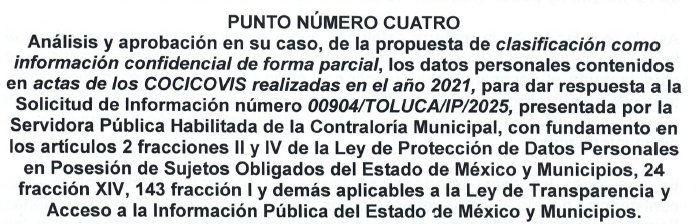 PUNTO NÚMERO CUATRO
Análisis y aprobación en su caso, de la propuesta de clasificación como
información confidencial de forma parcial, los datos personales contenidos
en actas de los COCICOVIS realizadas en el año 2021, para dar respuesta a la
Solicitud de Información número 00904/TOLUCA/IP/2025, presentada por la
Servidora Pública Habilitada de la Contraloría Municipal, con fundamento en
los artículos 2 fracciones II y IV de la Ley de Protección de Datos Personales
en Posesión de Sujetos Obligados del Estado de México y Municipios, 24
fracción XIV, 143 fracción I y demás aplicables a la Ley de Transparencia y
Acceso a la Información Pública del Estado de México y Municipios.